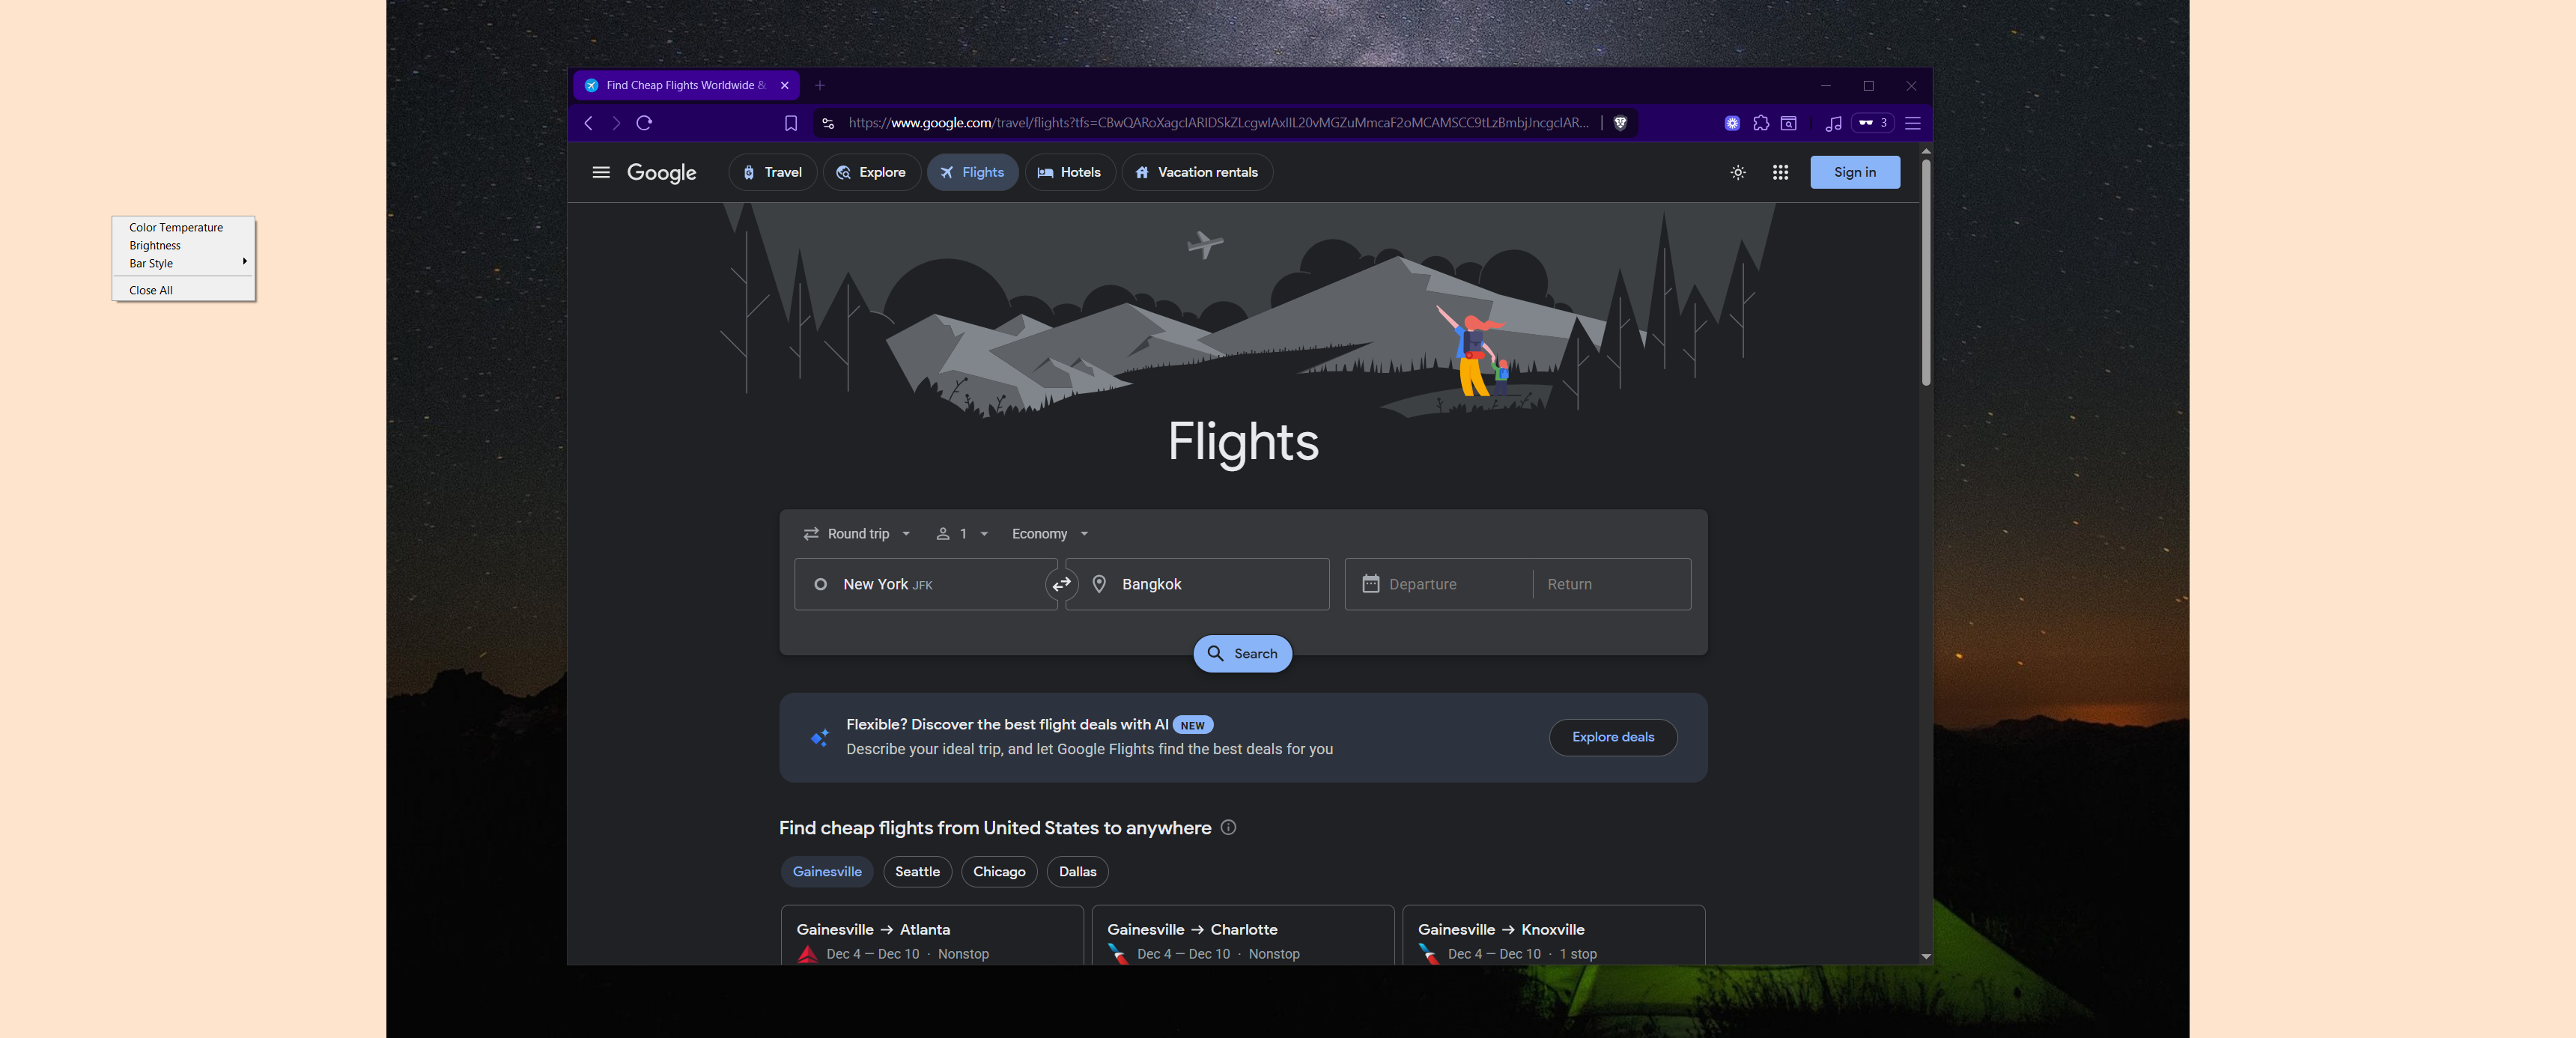 Color Temperature
Brightness
Bar Style
Close All
Find Cheap Flights Worldwide &
https://www.google.com/travel/flights?tfs=CBwQARoXagcIARIDSkZLcgwIAxIIL20vMGZuMmcaF2oMCAMSCC9tLzBmbjJncgcIAR...
3
Google
Travel
Explore
Flights
Hotels
Vacation rentals
Sign in
Flights
Round trip
1
Economy
New York JFK
Bangkok
Departure
Return
Search
Flexible? Discover the best flight deals with AI NEW
Describe your ideal trip, and let Google Flights find the best deals for you
Explore deals
Find cheap flights from United States to anywhere
Gainesville
Seattle
Chicago
Dallas
Gainesville → Atlanta
Dec 4 — Dec 10 · Nonstop
Gainesville → Charlotte
Dec 4 — Dec 10 · Nonstop
Gainesville → Knoxville
Dec 4 — Dec 10 · 1 stop